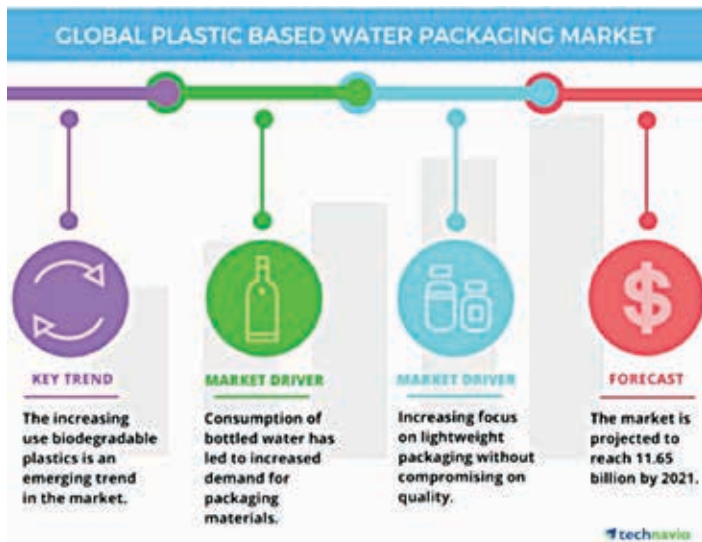 GLOBAL PLASTIC BASED WATER PACKAGING MARKET
KEY TREND
The increasing
use biodegradable
plastics is an
emerging trend
in the market.
MARKET DRIVER
Consumption of
bottled water has
led to increased
demand for
packaging
materials.
MARKET DRIVER
Increasing focus
on lightweight
packaging without
compromising on
quality.
FORECAST
The market is
projected to
reach 11.65
billion by 2021.
technavio